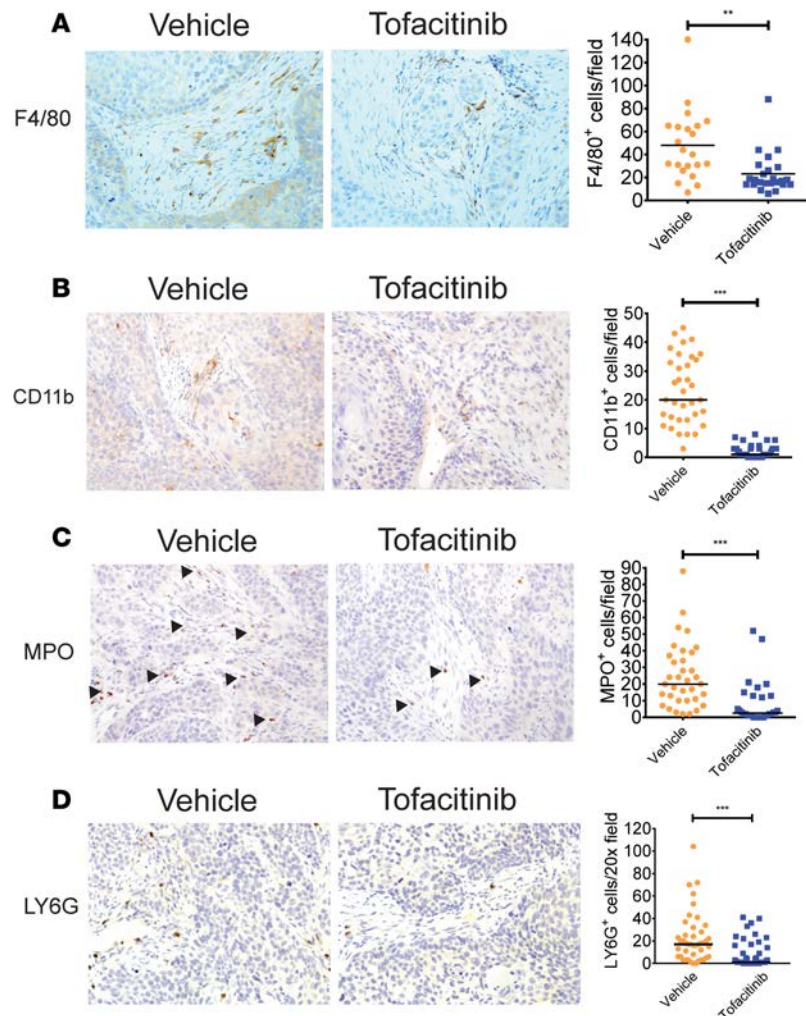 A
Vehicle
Tofacitinib
F4/80
F4/80+ cells/field
140
120
100
80
60
40
20
0
**
Vehicle
Tofacitinib
B
Vehicle
Tofacitinib
CD11b
CD11b+ cells/field
50
40
30
20
10
0
***
Vehicle
Tofacitinib
C
Vehicle
Tofacitinib
MPO
MPO+ cells/field
90
80
70
60
50
40
30
20
10
0
***
Vehicle
Tofacitinib
D
Vehicle
Tofacitinib
LY6G
LY6G+ cells/20x field
120
100
80
60
40
20
0
***
Vehicle
Tofacitinib